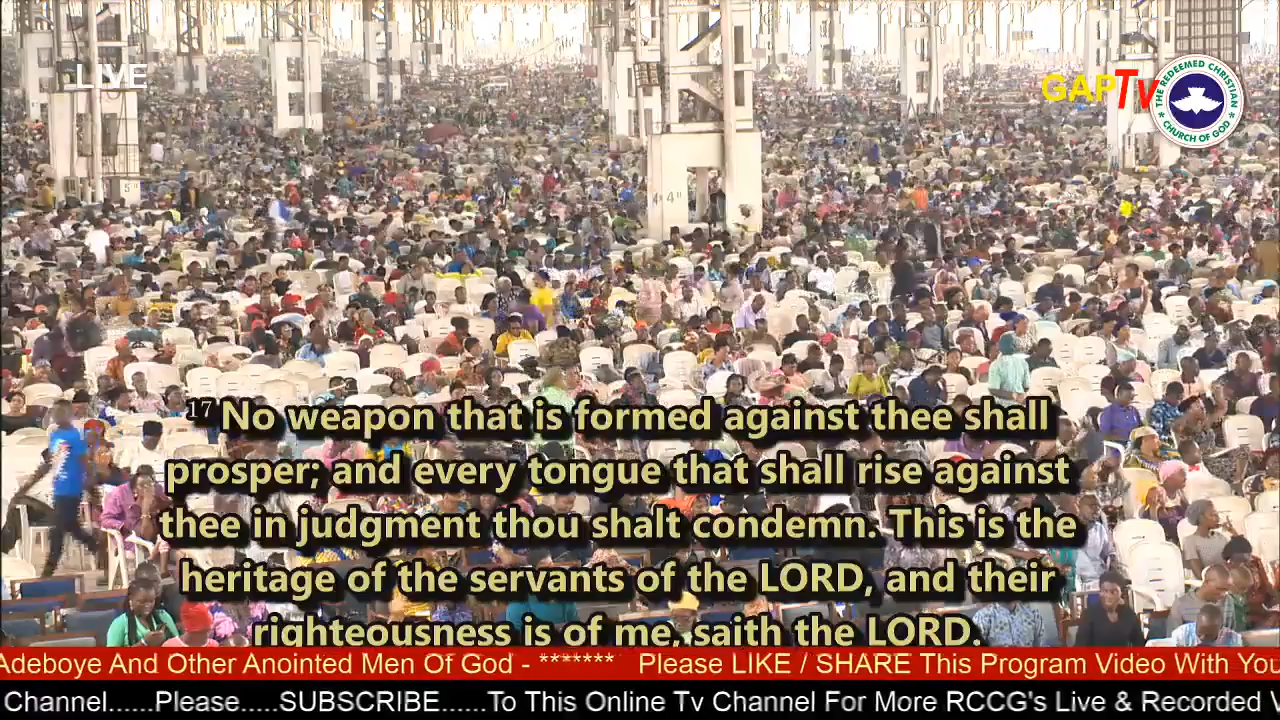 LIVE
GAPTv
THE REDEEMED CHRISTIAN
CHURCH OF GOD
5"
4"4"
17 No weapon that is formed against thee shall
prosper; and every tongue that shall rise against
thee in judgment thou shalt condemn. This is the
heritage of the servants of the LORD, and their
righteousness is of me, saith the LORD.
Adeboye And Other Anointed Men Of God - ******* Please LIKE / SHARE This Program Video With You
Channel......Please.....SUBSCRIBE......To This Online Tv Channel For More RCCG's Live & Recorded V